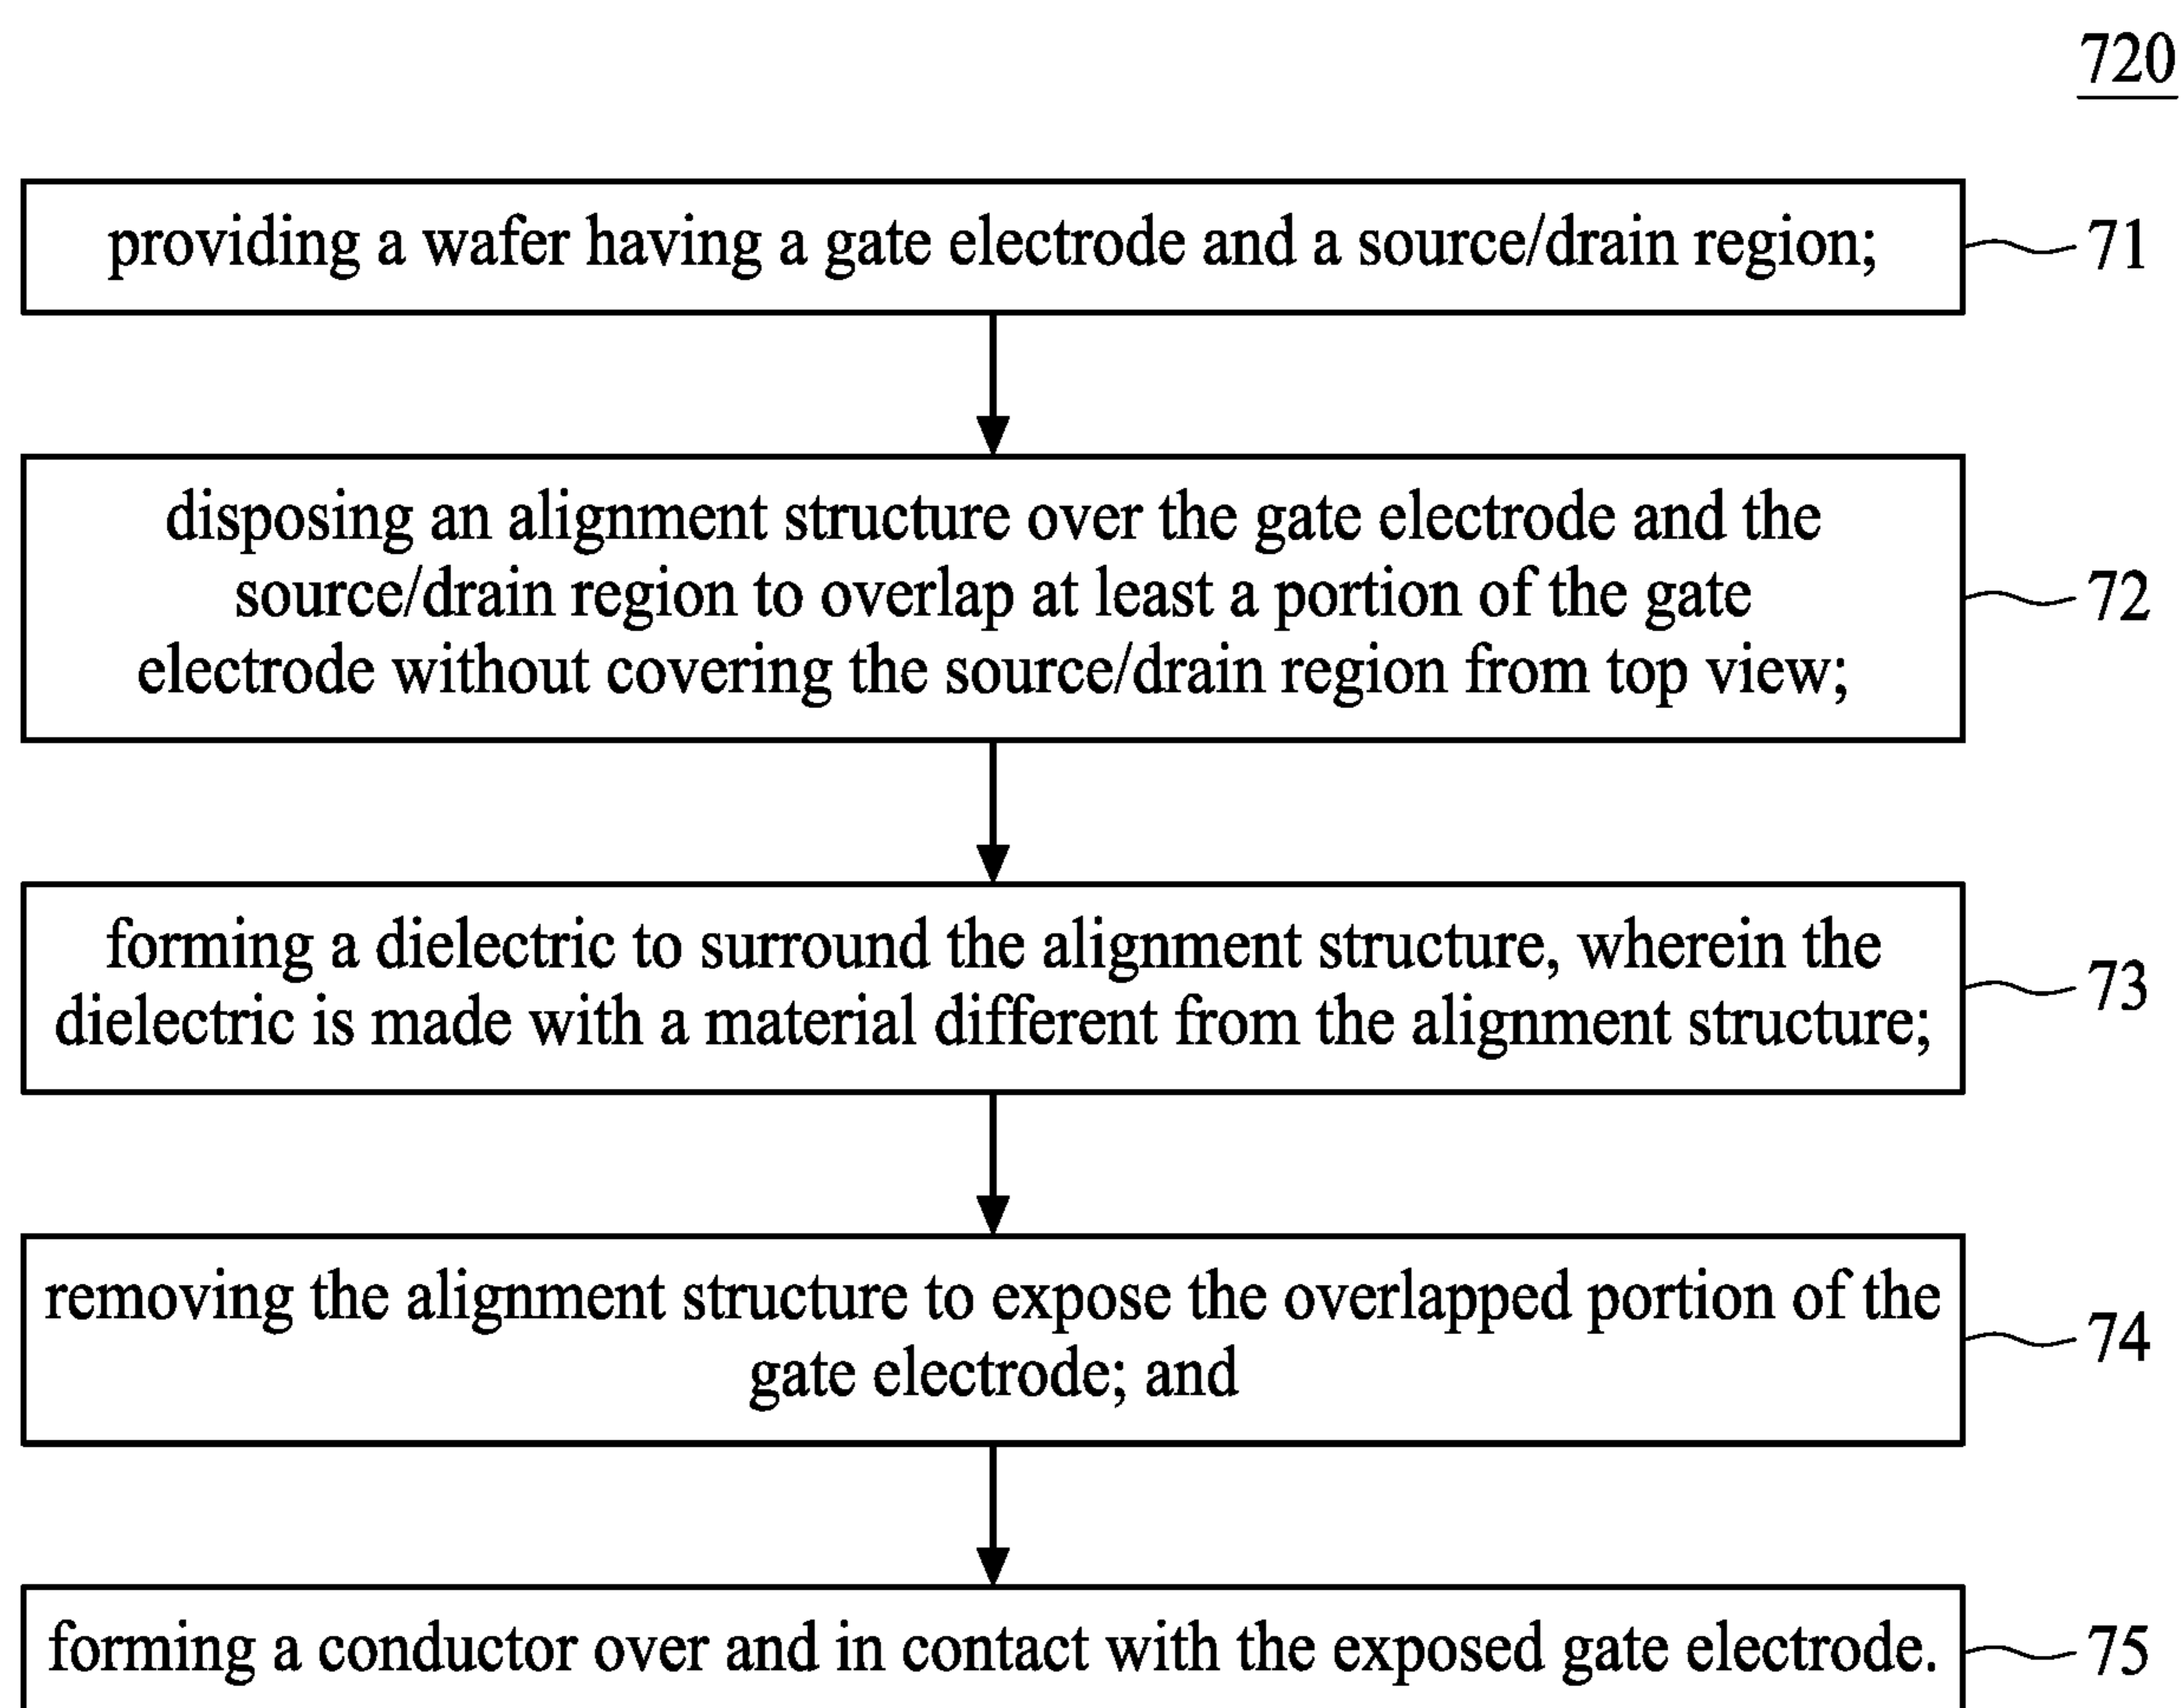 720
providing a wafer having a gate electrode and a source/drain region;
71
disposing an alignment structure over the gate electrode and the
source/drain region to overlap at least a portion of the gate
electrode without covering the source/drain region from top view;
72
forming a dielectric to surround the alignment structure, wherein the
dielectric is made with a material different from the alignment structure;
73
removing the alignment structure to expose the overlapped portion of the
gate electrode; and
74
forming a conductor over and in contact with the exposed gate electrode.
75